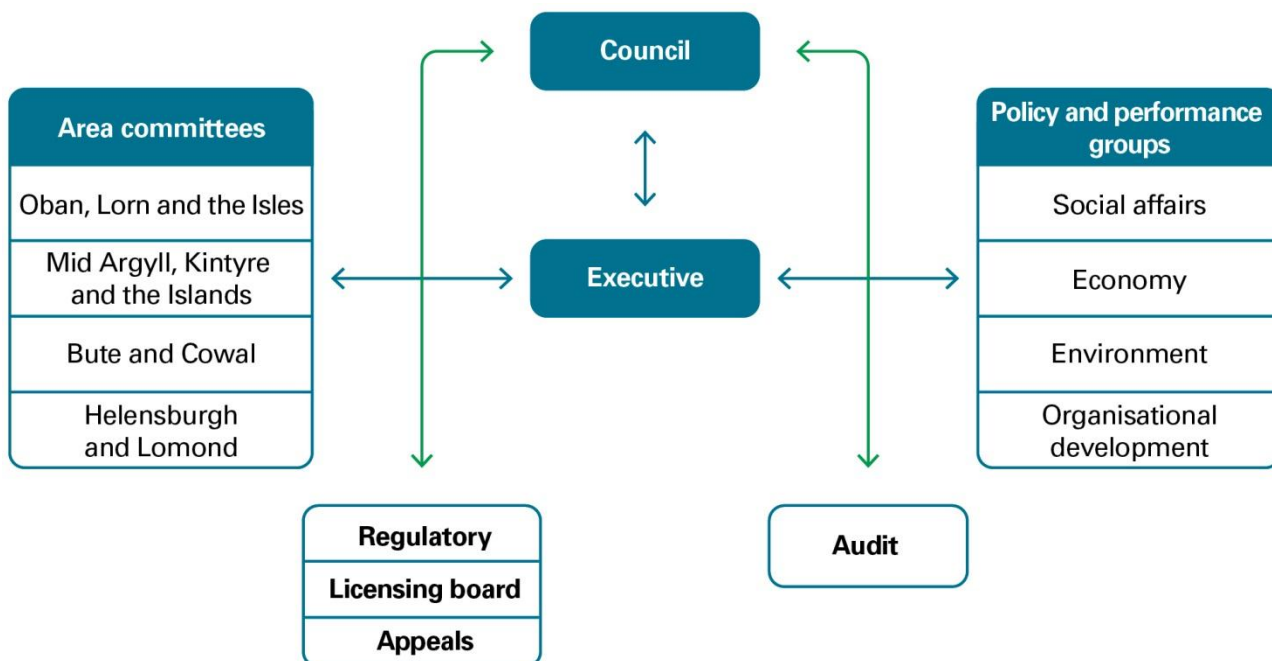 Council
Area committees
Oban, Lorn and the Isles
Mid Argyll, Kintyre
and the Islands
Bute and Cowal
Helensburgh
and Lomond
Executive
Policy and performance
groups
Social affairs
Economy
Environment
Organisational
development
Regulatory
Licensing board
Appeals
Audit